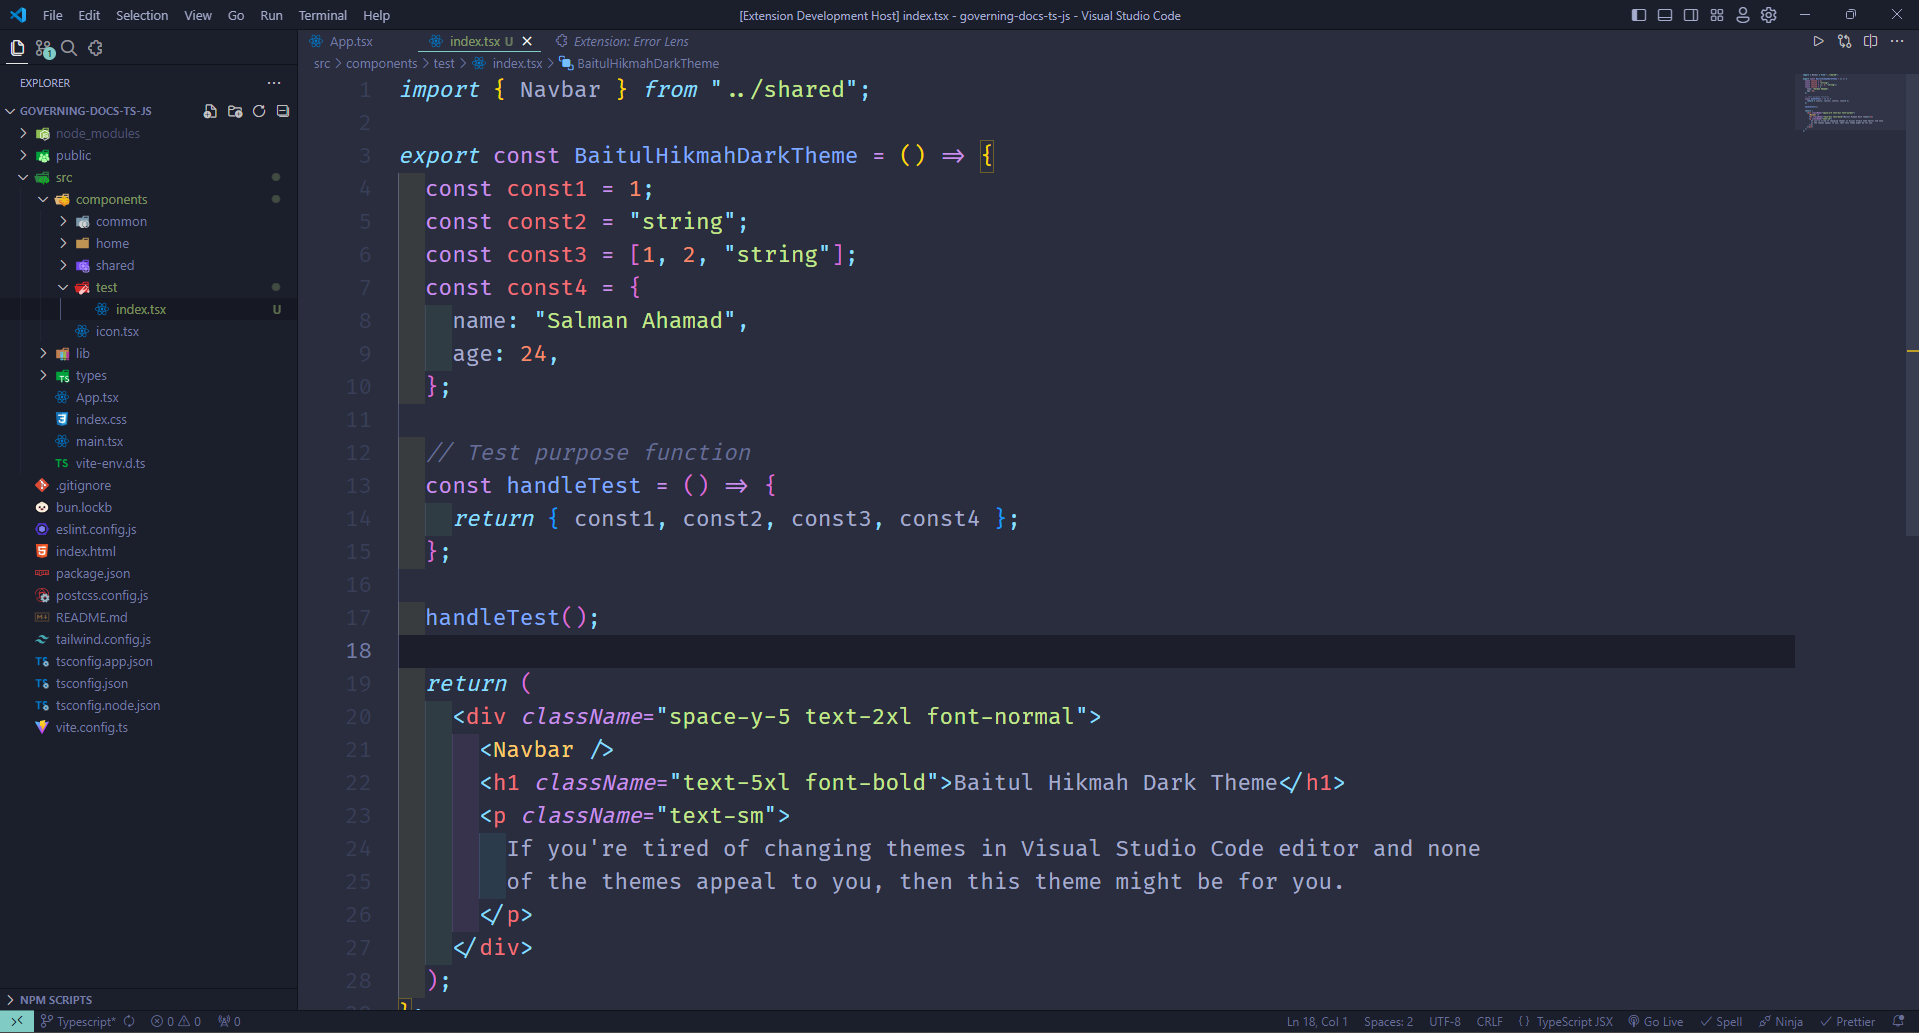 File Edit Selection View Go Run Terminal Help
[Extension Development Host] index.tsx - governing-docs-ts-js - Visual Studio Code
1
App.tsx
index.tsx U
Extension: Error Lens
src > components > test > index.tsx > BaitulHikmahDarkTheme
EXPLORER
GOVERNING-DOCS-TS-JS
node_modules
public
src
components
common
home
shared
test
index.tsx U
icon.tsx
lib
types
App.tsx
index.css
main.tsx
TS vite-env.d.ts
.gitignore
bun.lockb
eslint.config.js
index.html
package.json
postcss.config.js
README.md
tailwind.config.js
tsconfig.app.json
tsconfig.json
tsconfig.node.json
vite.config.ts
NPM SCRIPTS
1 import { Navbar } from "../shared";
2
3 export const BaitulHikmahDarkTheme = () => {
4 const const1 = 1;
5 const const2 = "string";
6 const const3 = [1, 2, "string"];
7 const const4 = {
8 name: "Salman Ahamad",
9 age: 24,
10 };
11
12 // Test purpose function
13 const handleTest = () => {
14 return { const1, const2, const3, const4 };
15 };
16
17 handleTest();
18
19 return (
20 <div className="space-y-5 text-2xl font-normal">
21 <Navbar />
22 <h1 className="text-5xl font-bold">Baitul Hikmah Dark Theme</h1>
23 <p className="text-sm">
24 If you're tired of changing themes in Visual Studio Code editor and none
25 of the themes appeal to you, then this theme might be for you.
26 </p>
27 </div>
28 );
Typescript* 0 0 0
Ln 18, Col 1 Spaces: 2 UTF-8 CRLF {} TypeScript JSX Go Live Spell Ninja Prettier